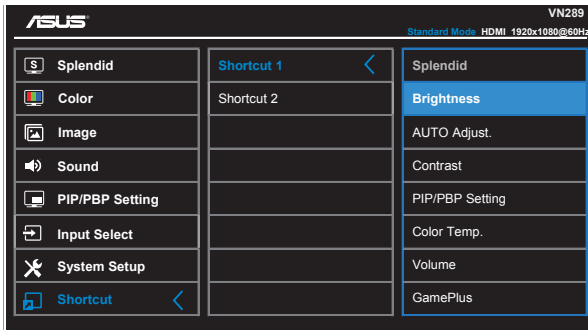 ASUS
VN289
Standard Mode HDMI 1920x1080@60Hz
S Splendid
Color
Image
Sound
PIP/PBP Setting
Input Select
System Setup
Shortcut
Shortcut 1
Shortcut 2
Splendid
Brightness
AUTO Adjust.
Contrast
PIP/PBP Setting
Color Temp.
Volume
GamePlus